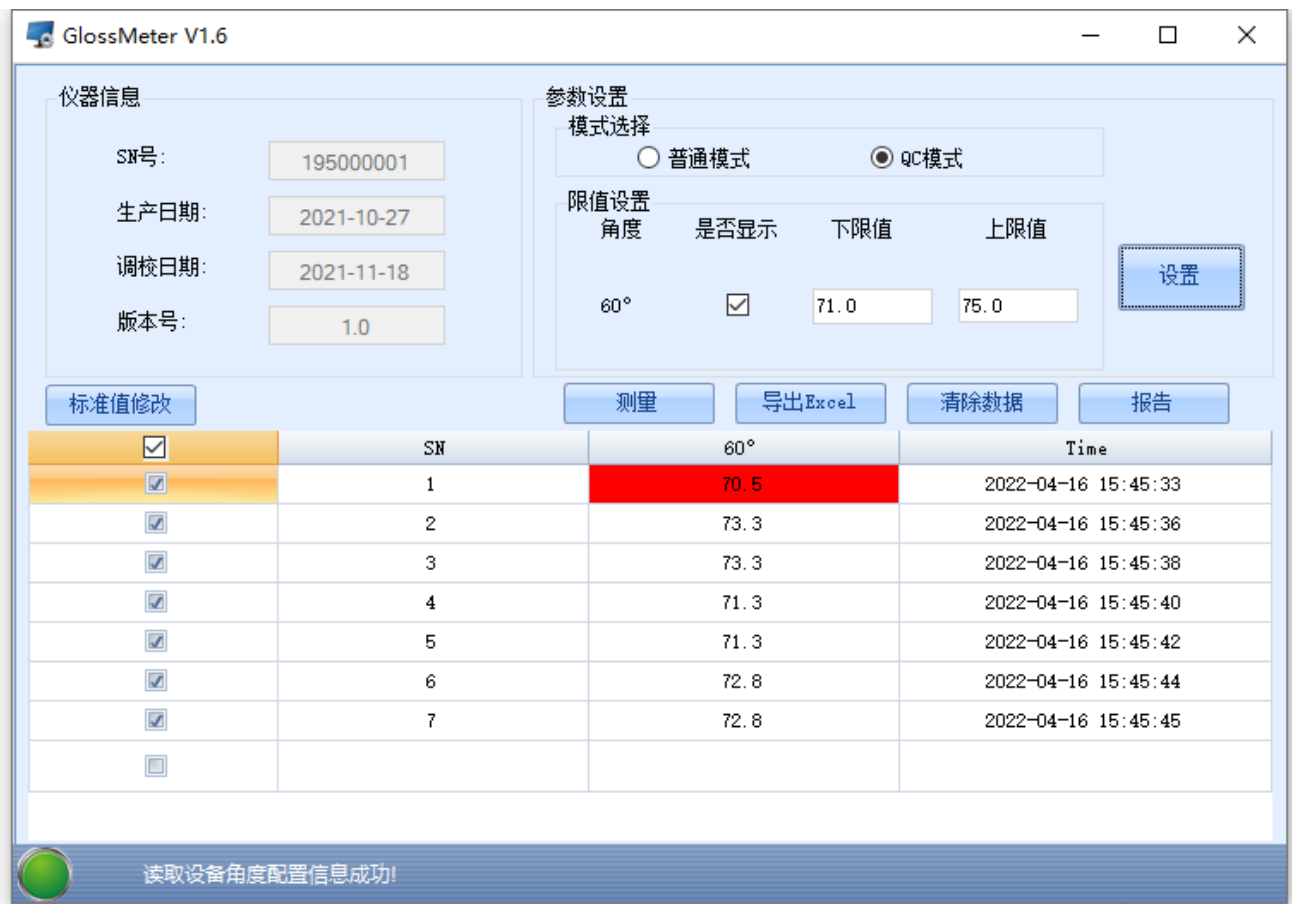 GlossMeter V1.6
仪器信息
SN号: 195000001
生产日期: 2021-10-27
调校日期: 2021-11-18
版本号: 1.0
参数设置
模式选择
普通模式 QC模式
限值设置
角度 是否显示 下限值 上限值
60° 71.0 75.0
设置
标准值修改 测量 导出Excel 清除数据 报告
SN 60° Time
1 70.5 2022-04-16 15:45:33
2 73.3 2022-04-16 15:45:36
3 73.3 2022-04-16 15:45:38
4 71.3 2022-04-16 15:45:40
5 71.3 2022-04-16 15:45:42
6 72.8 2022-04-16 15:45:44
7 72.8 2022-04-16 15:45:45
读取设备角度配置信息成功!